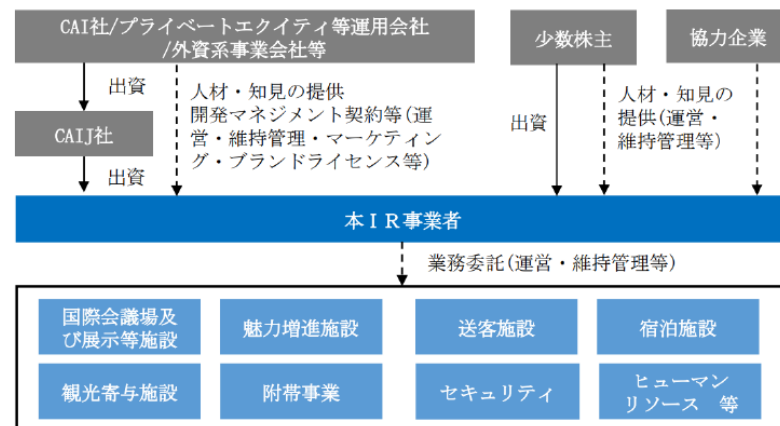 CAI社/プライベートエクイティ等運用会社
/外資系事業会社等
少数株主
協力企業
出資
人材・知見の提供
開発マネジメント契約等(運
営・維持管理・マーケティ
ング・ブランドライセンス等)
CAIJ社
出資
出資
人材・知見の
提供(運営・
維持管理等)
本ＩＲ事業者
業務委託(運営・維持管理等)
国際会議場及
び展示等施設
魅力増進施設
送客施設
宿泊施設
観光寄与施設
附帯事業
セキュリティ
ヒューマン
リソース　等